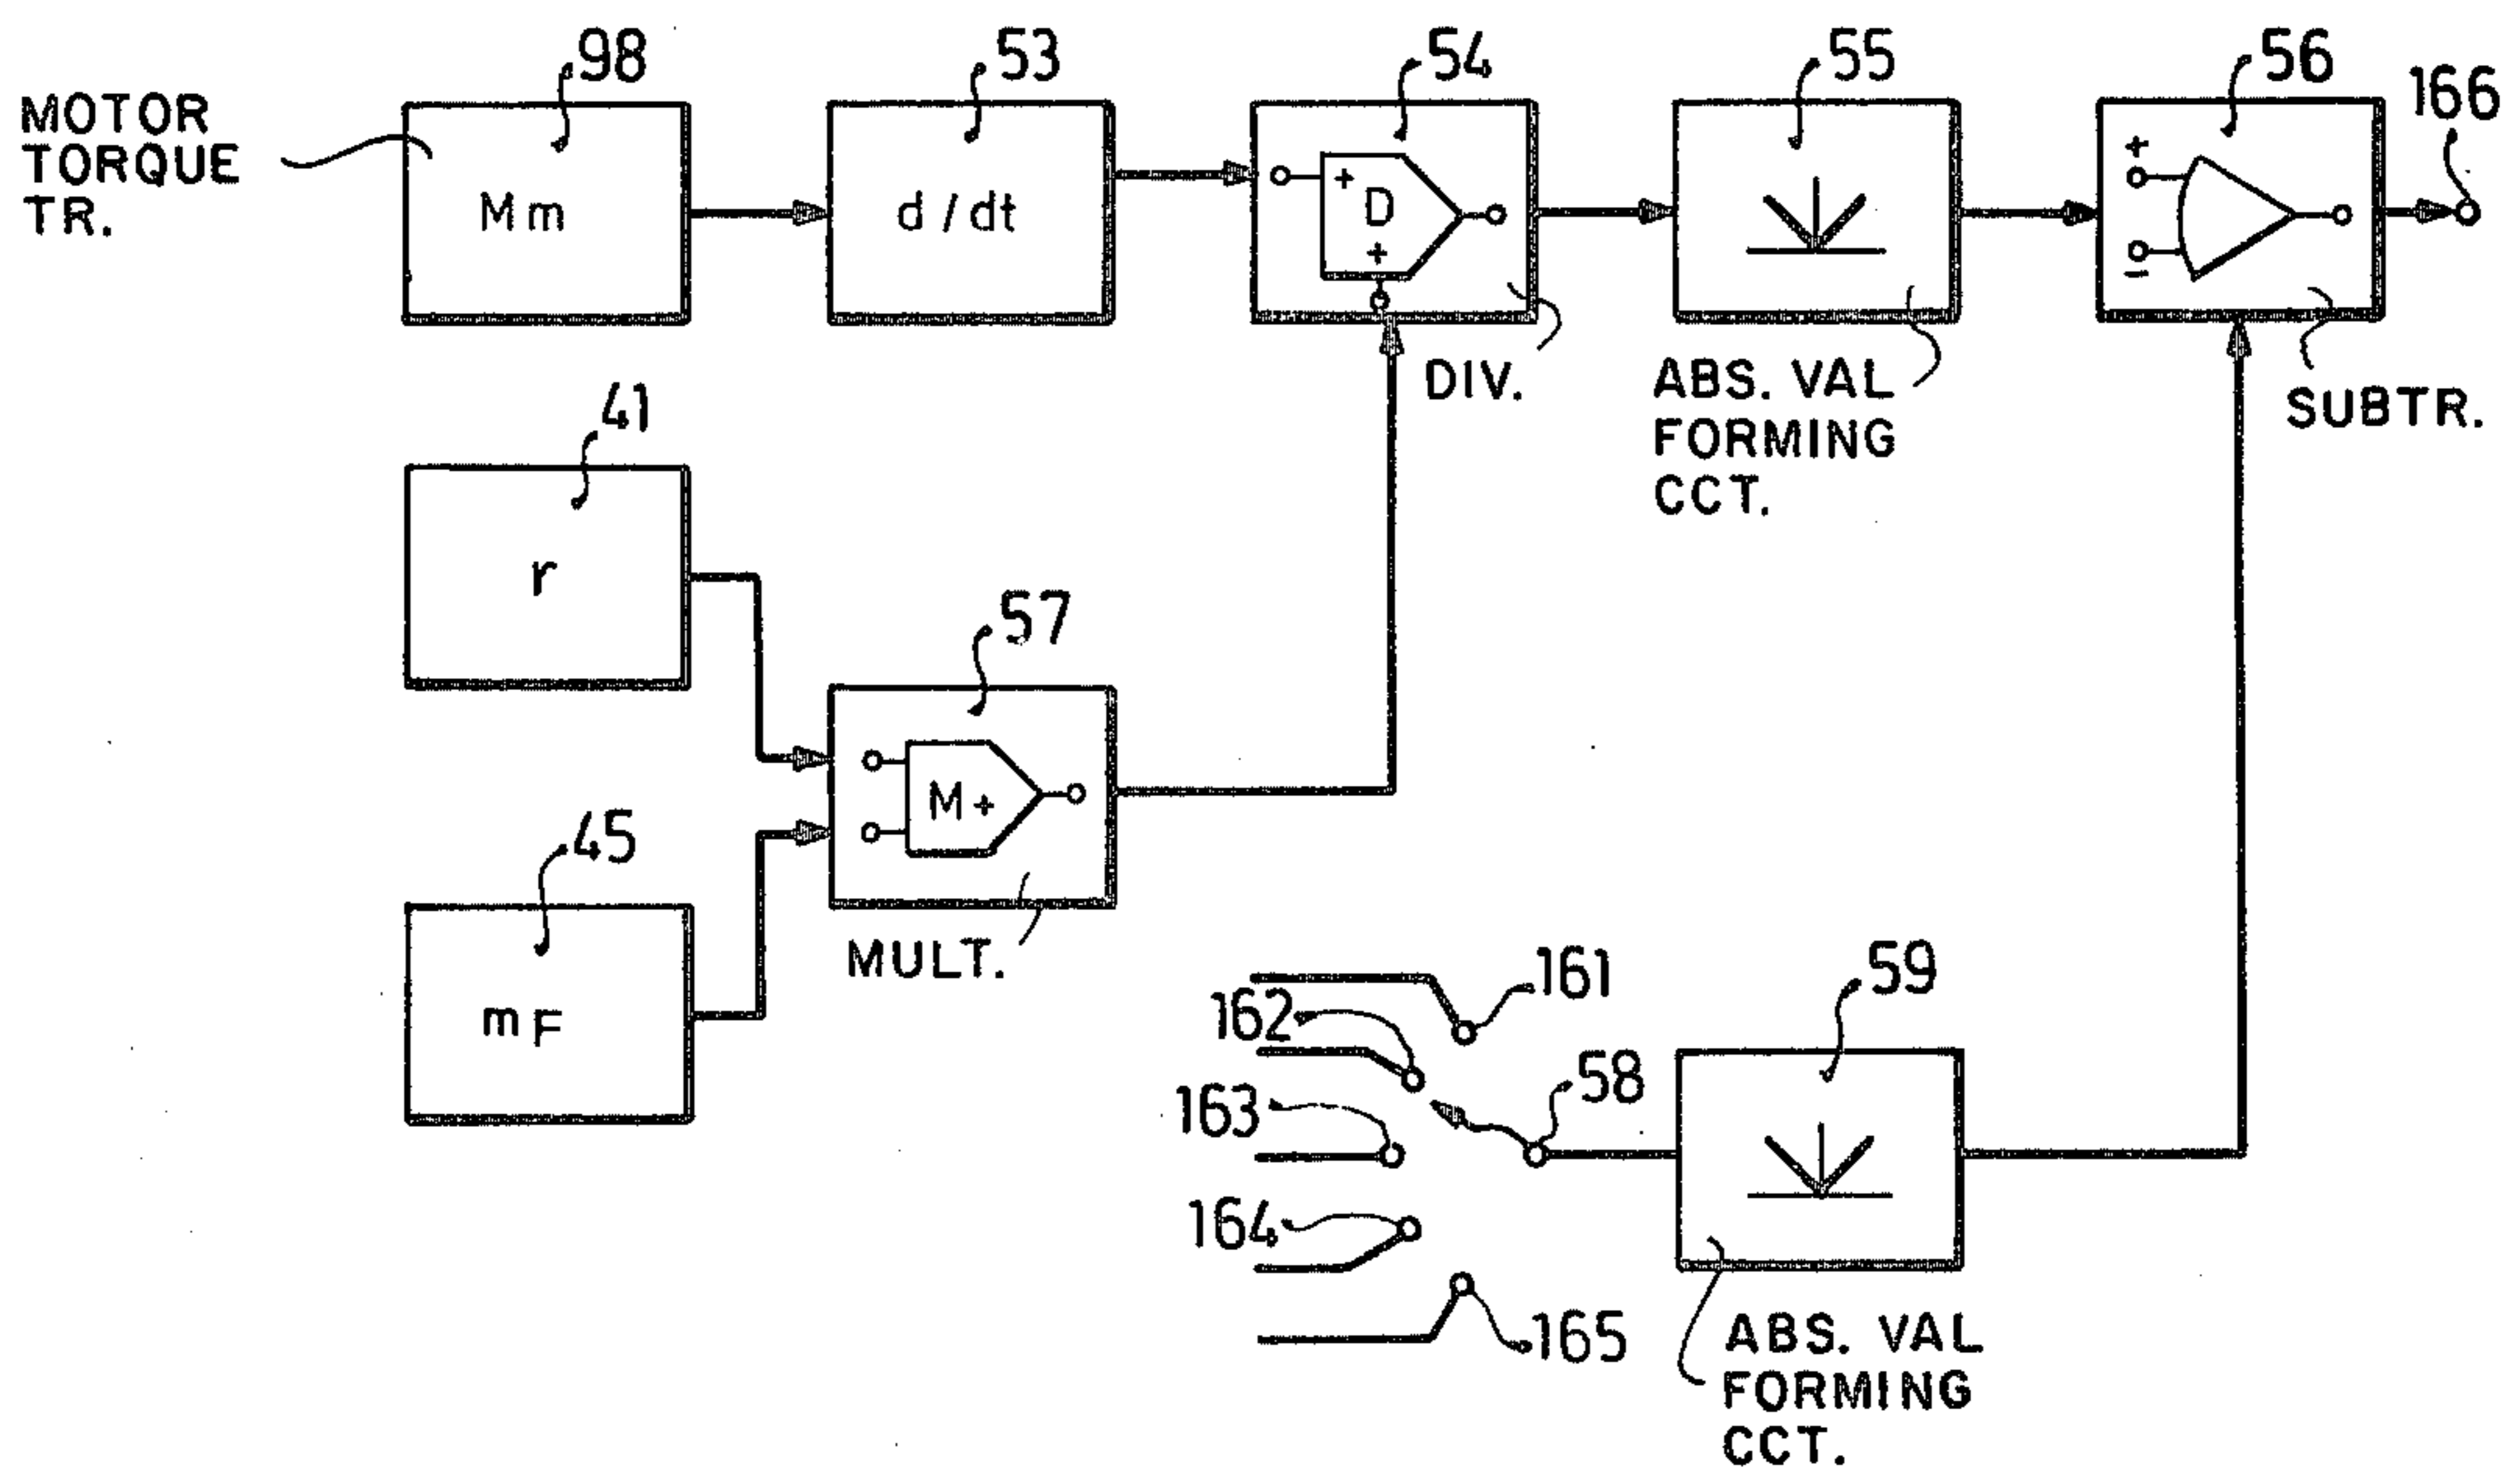 98
53
54
55
56
166
MOTOR
TORQUE
TR.
Mm
d/dt
+
D
+
+
−
DIV.
ABS. VAL
FORMING
CCT.
SUBTR.
41
r
57
M+
MULT.
45
mF
161
162
163
58
59
164
165
ABS. VAL
FORMING
CCT.